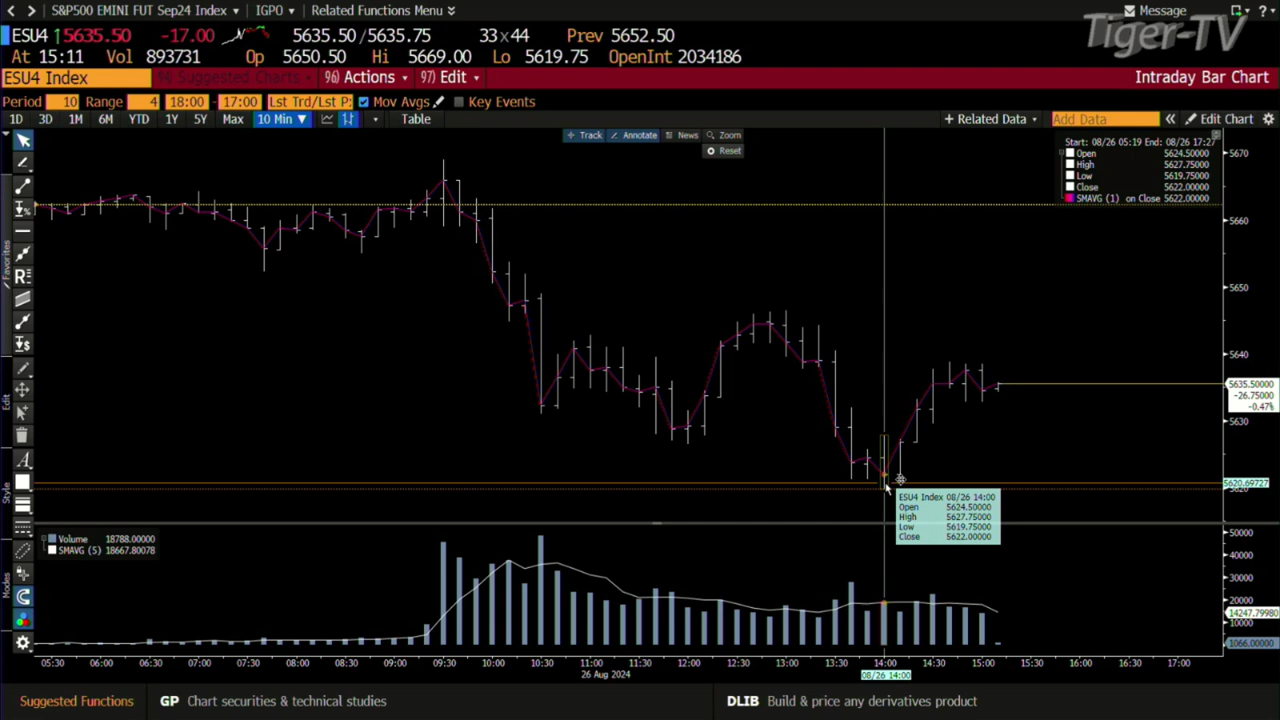 S&P500 EMINI FUT Sep24 Index IGPO Related Functions Menu Message ?
Tiger-TV
ESU4 ↑5635.50 -17.00 5635.50/5635.75 33×44 Prev 5652.50
At 15:11 Vol 893731 Op 5650.50 Hi 5669.00 Lo 5619.75 OpenInt 2034186
ESU4 Index 94) Suggested Charts 96) Actions 97) Edit Intraday Bar Chart
Period 10 Range 4 18:00 - 17:00 Lst Trd/Lst P: Mov Avgs Key Events
1D 3D 1M 6M YTD 1Y 5Y Max 10 Min ▼ Table + Related Data Add Data « Edit Chart
+ Track Annotate News Zoom
Reset
Start: 08/26 05:19 End: 08/26 17:27
Open 5624.50000
High 5627.75000
Low 5619.75000
Close 5622.00000
SMAVG (1) on Close 5622.00000
Favorites
Edit
Style
Modes
5670
5660
5650
5640
5635.50000
-26.75000
-0.47%
5630
5620.69727
5620
ESU4 Index 08/26 14:00
Open 5624.50000
High 5627.75000
Low 5619.75000
Close 5622.00000
Volume 18788.00000
SMAVG (5) 18667.80078
50000
40000
30000
20000
14247.79980
10000
1066.00000
05:30 06:00 06:30 07:00 07:30 08:00 08:30 09:00 09:30 10:00 10:30 11:00 11:30 12:00 12:30 13:00 13:30 14:00 14:30 15:00 15:30 16:00 16:30 17:00
26 Aug 2024
08/26 14:00
Suggested Functions GP Chart securities & technical studies DLIB Build & price any derivatives product